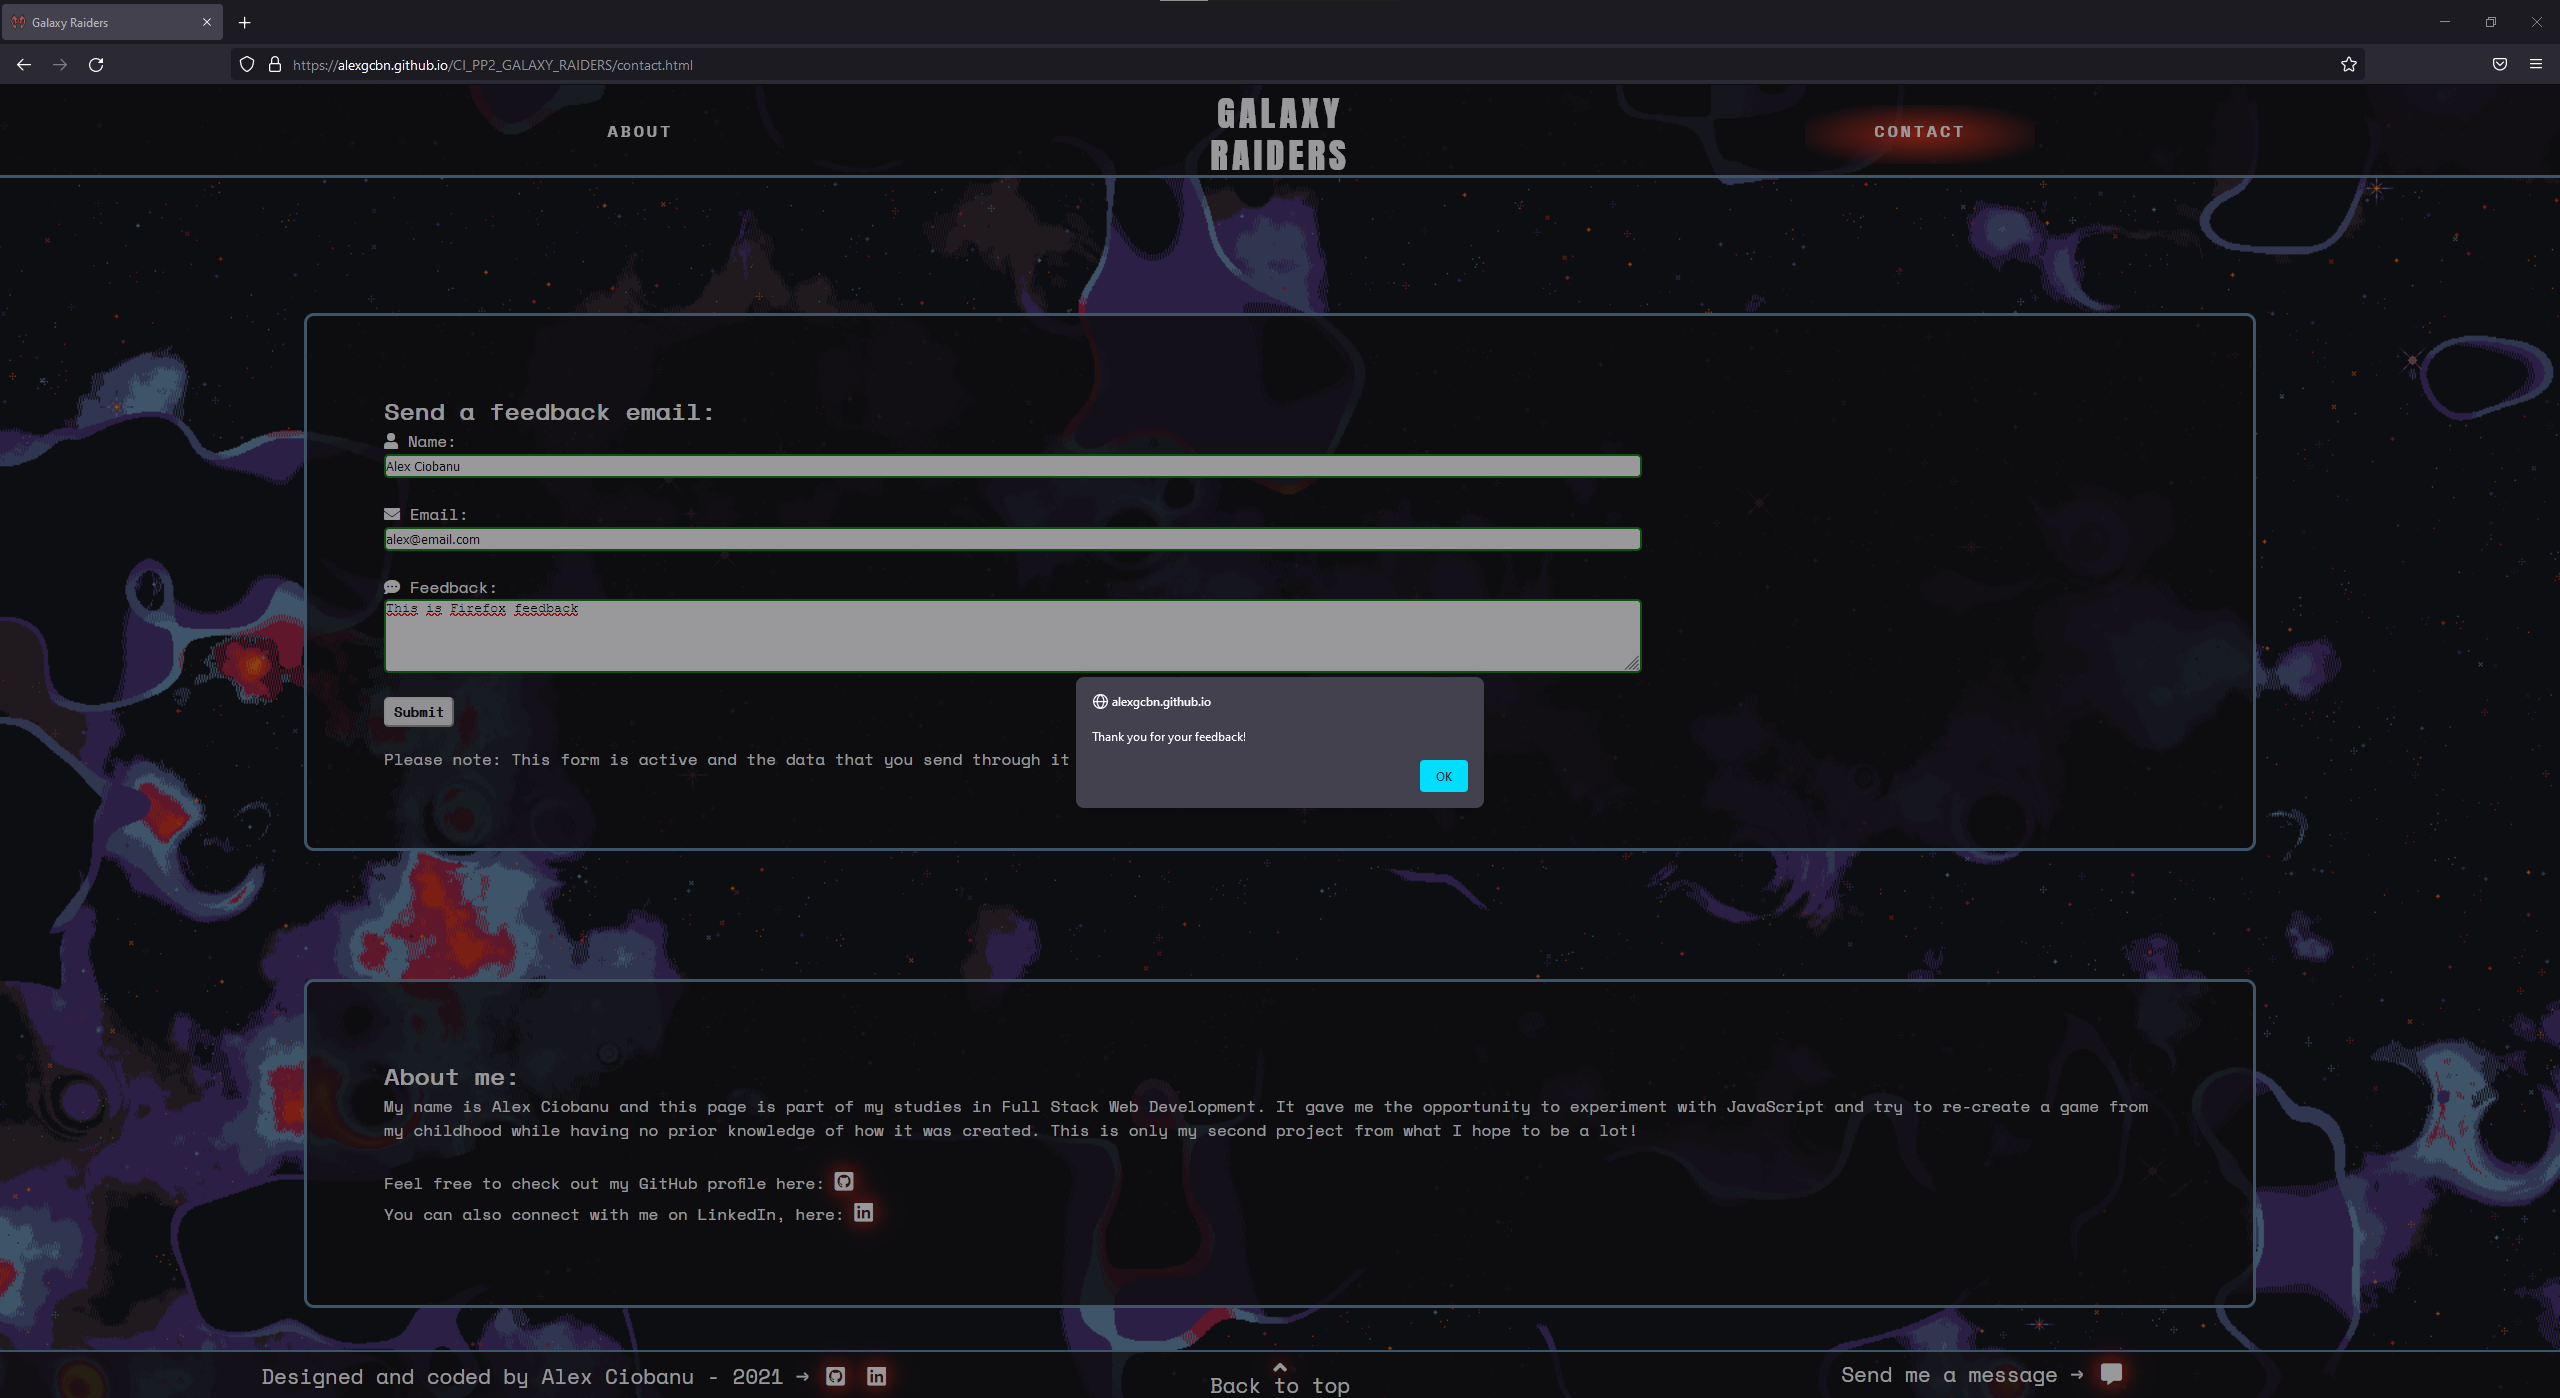 Galaxy Raiders
https://alexgcbn.github.io/CI_PP2_GALAXY_RAIDERS/contact.html
ABOUT
GALAXY
RAIDERS
CONTACT
Send a feedback email:
Name:
Alex Ciobanu
Email:
alex@email.com
Feedback:
This is Firefox feedback
Submit
Please note: This form is active and the data that you send through it
alexgcbn.github.io
Thank you for your feedback!
OK
About me:
My name is Alex Ciobanu and this page is part of my studies in Full Stack Web Development. It gave me the opportunity to experiment with JavaScript and try to re-create a game from
my childhood while having no prior knowledge of how it was created. This is only my second project from what I hope to be a lot!
Feel free to check out my GitHub profile here:
You can also connect with me on LinkedIn, here:
Designed and coded by Alex Ciobanu - 2021 →
Back to top
Send me a message →